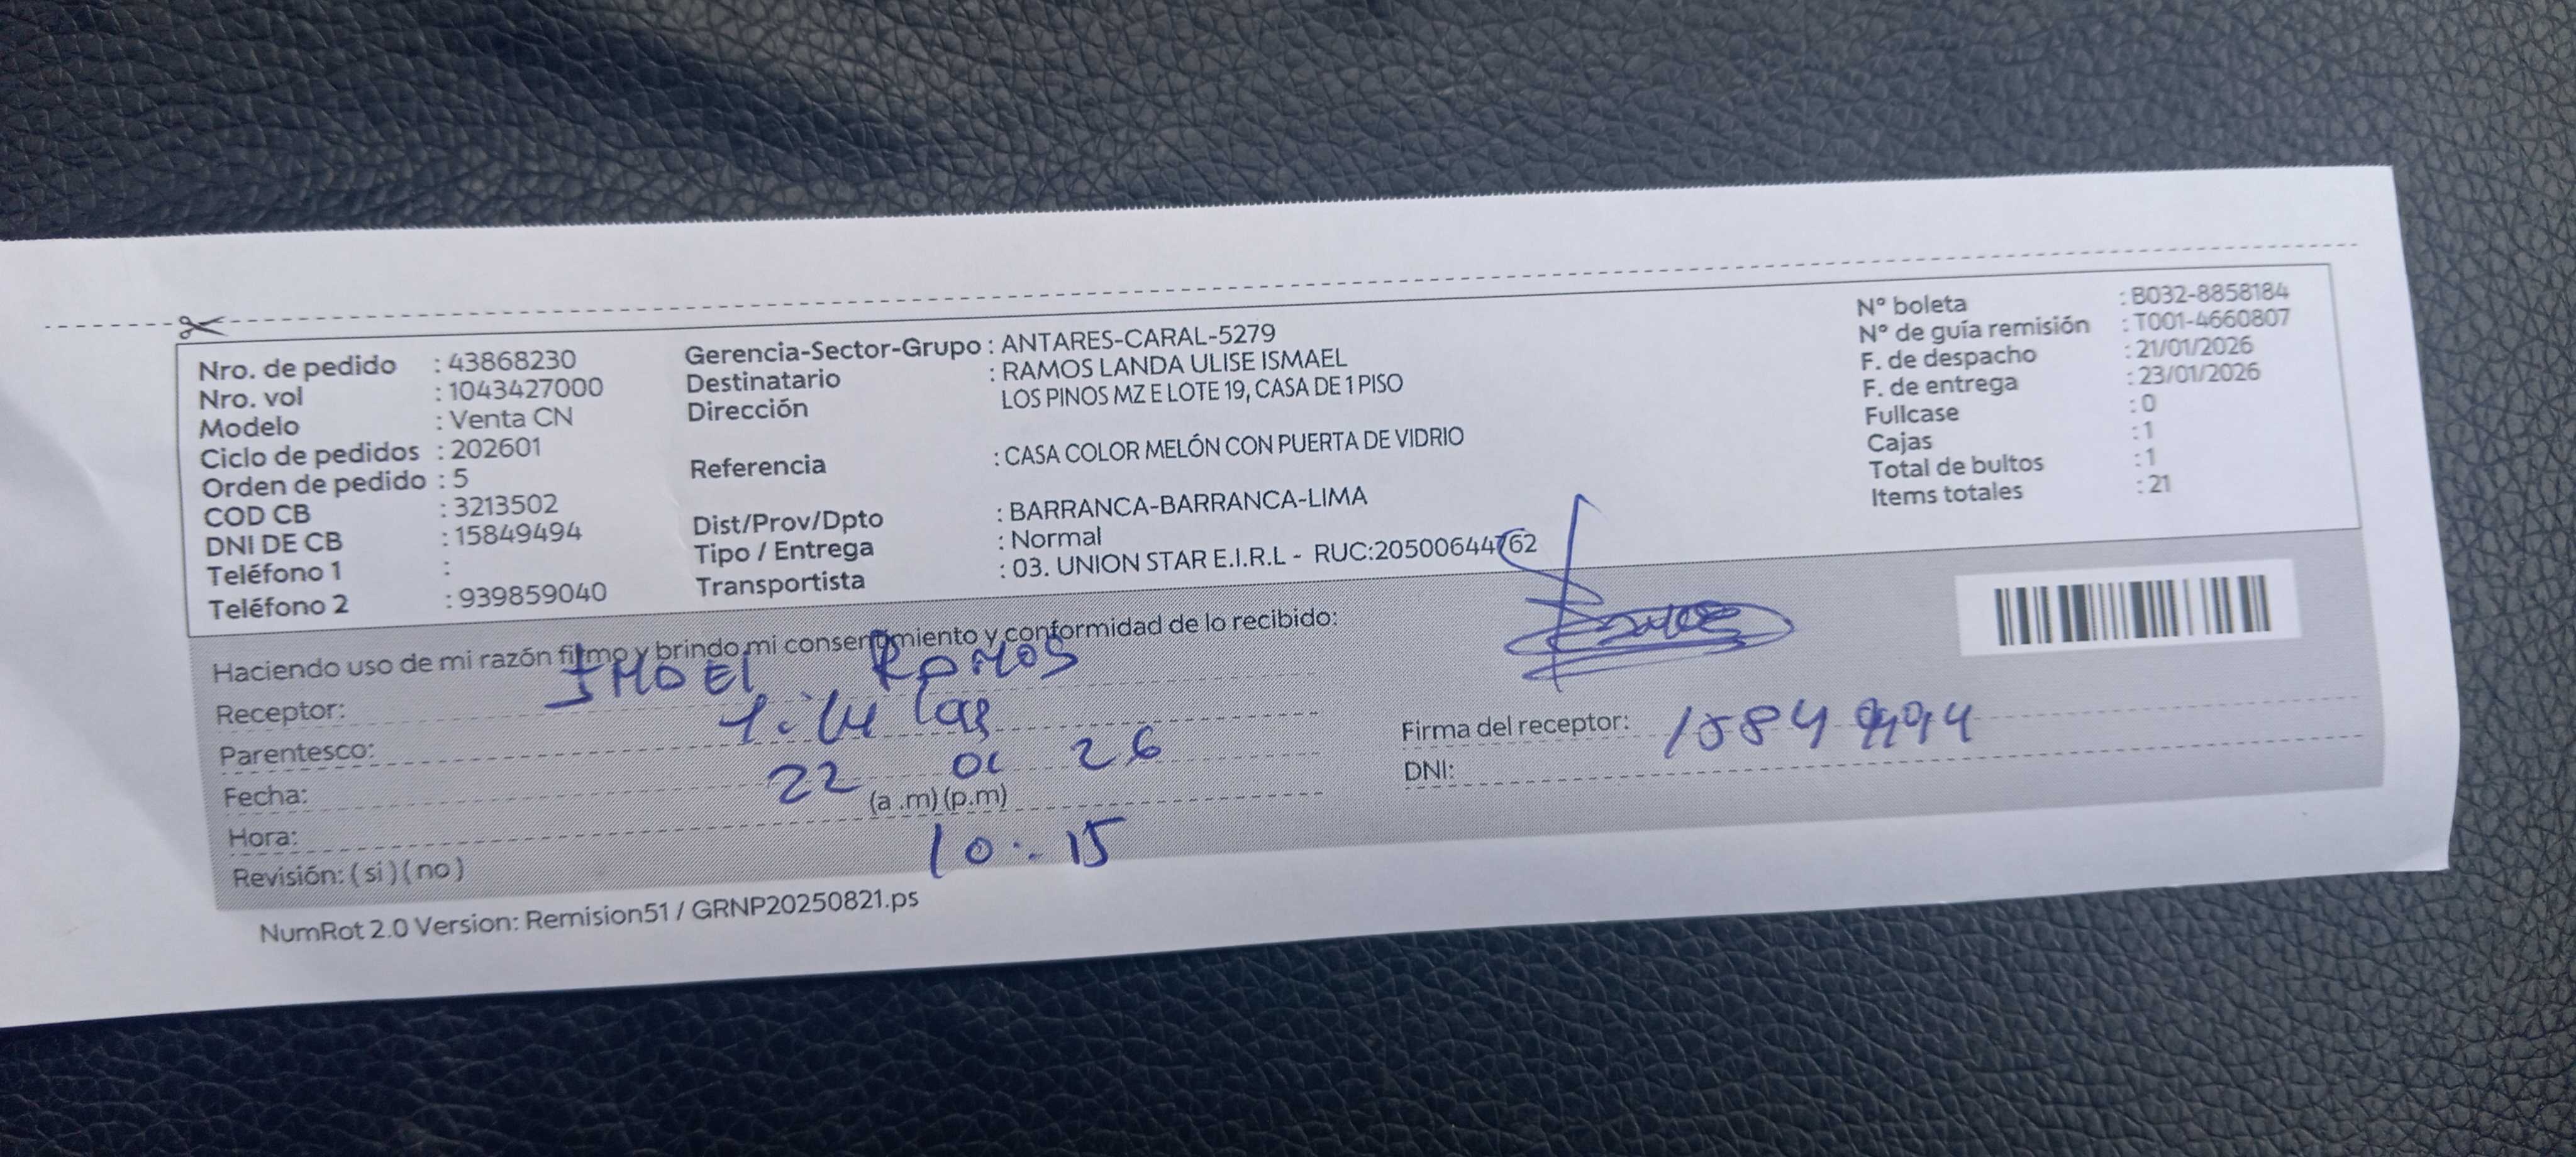 Nro. de pedido : 43868230
Nro. vol : 1043427000
Modelo : Venta CN
Ciclo de pedidos : 202601
Orden de pedido : 5
COD CB : 3213502
DNI DE CB : 15849494
Teléfono 1 :
Teléfono 2 : 939859040
Gerencia-Sector-Grupo : ANTARES-CARAL-5279
Destinatario : RAMOS LANDA ULISE ISMAEL
Dirección LOS PINOS MZ E LOTE 19, CASA DE 1 PISO
Referencia : CASA COLOR MELÓN CON PUERTA DE VIDRIO
Dist/Prov/Dpto : BARRANCA-BARRANCA-LIMA
Tipo / Entrega : Normal
Transportista : 03. UNION STAR E.I.R.L - RUC:20500644762
N° boleta : B032-8858184
N° de guía remisión : T001-4660807
F. de despacho : 21/01/2026
F. de entrega : 23/01/2026
Fullcase : 0
Cajas : 1
Total de bultos : 1
Items totales : 21
Haciendo uso de mi razón firmo y brindo mi consentimiento y conformidad de lo recibido:
Receptor: RAMOS
Parentesco:
Fecha: 22 01 26
Hora: (a .m) (p.m) 10:15
Revisión: ( si ) ( no )
Firma del receptor:
DNI: 15849494
NumRot 2.0 Version: Remision51 / GRNP20250821.ps